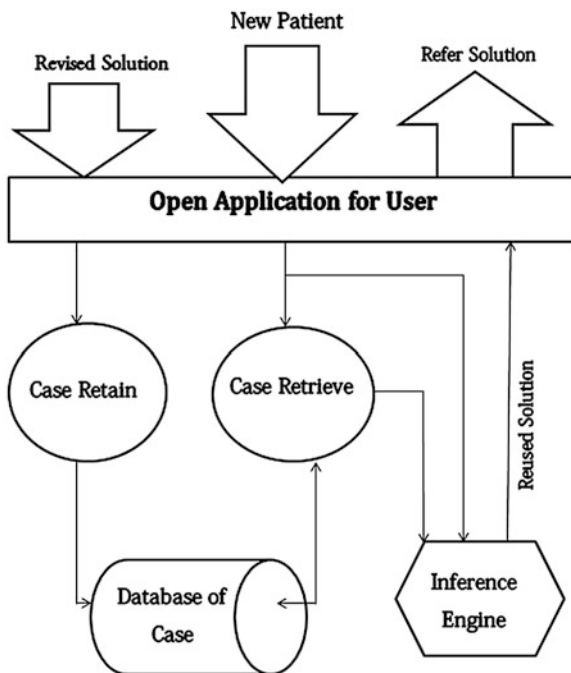 New Patient
Revised Solution
Refer Solution
Open Application for User
Case Retain
Case Retrieve
Reused Solution
Database of
Case
Inference
Engine